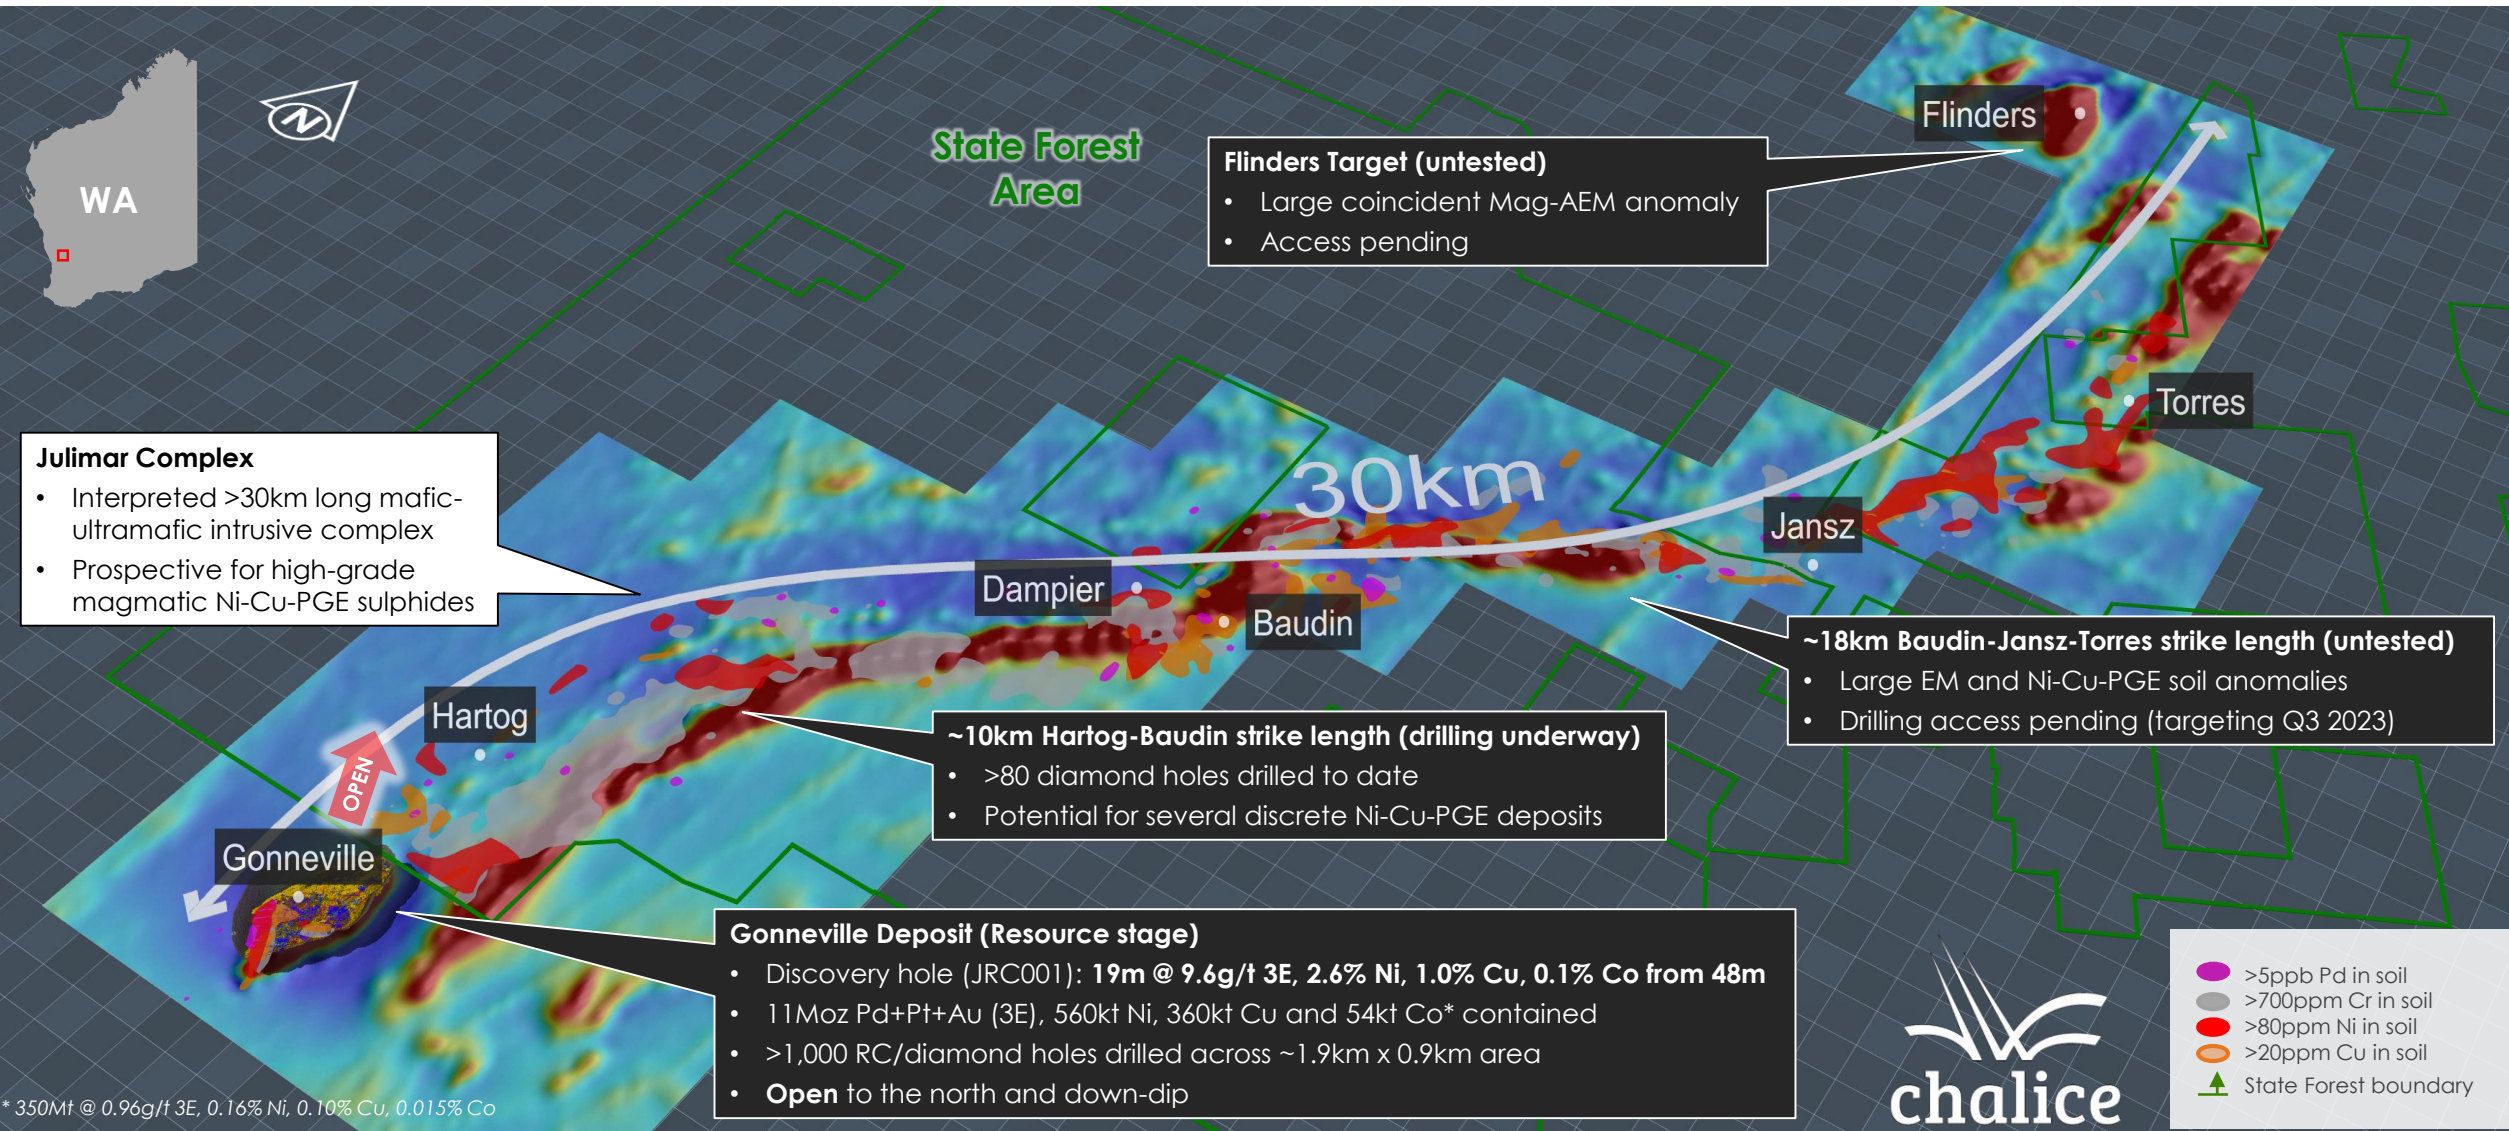 WA
N
State Forest
Area
Flinders
Flinders Target (untested)
• Large coincident Mag-AEM anomaly
• Access pending
Torres
Julimar Complex
• Interpreted >30km long mafic-
ultramafic intrusive complex
• Prospective for high-grade
magmatic Ni-Cu-PGE sulphides
30km
Jansz
Dampier
Baudin
~18km Baudin-Jansz-Torres strike length (untested)
• Large EM and Ni-Cu-PGE soil anomalies
• Drilling access pending (targeting Q3 2023)
Hartog
~10km Hartog-Baudin strike length (drilling underway)
• >80 diamond holes drilled to date
• Potential for several discrete Ni-Cu-PGE deposits
OPEN
Gonneville
Gonneville Deposit (Resource stage)
• Discovery hole (JRC001): 19m @ 9.6g/t 3E, 2.6% Ni, 1.0% Cu, 0.1% Co from 48m
• 11Moz Pd+Pt+Au (3E), 560kt Ni, 360kt Cu and 54kt Co* contained
• >1,000 RC/diamond holes drilled across ~1.9km x 0.9km area
• Open to the north and down-dip
* 350Mt @ 0.96g/t 3E, 0.16% Ni, 0.10% Cu, 0.015% Co
chalice
>5ppb Pd in soil
>700ppm Cr in soil
>80ppm Ni in soil
>20ppm Cu in soil
State Forest boundary